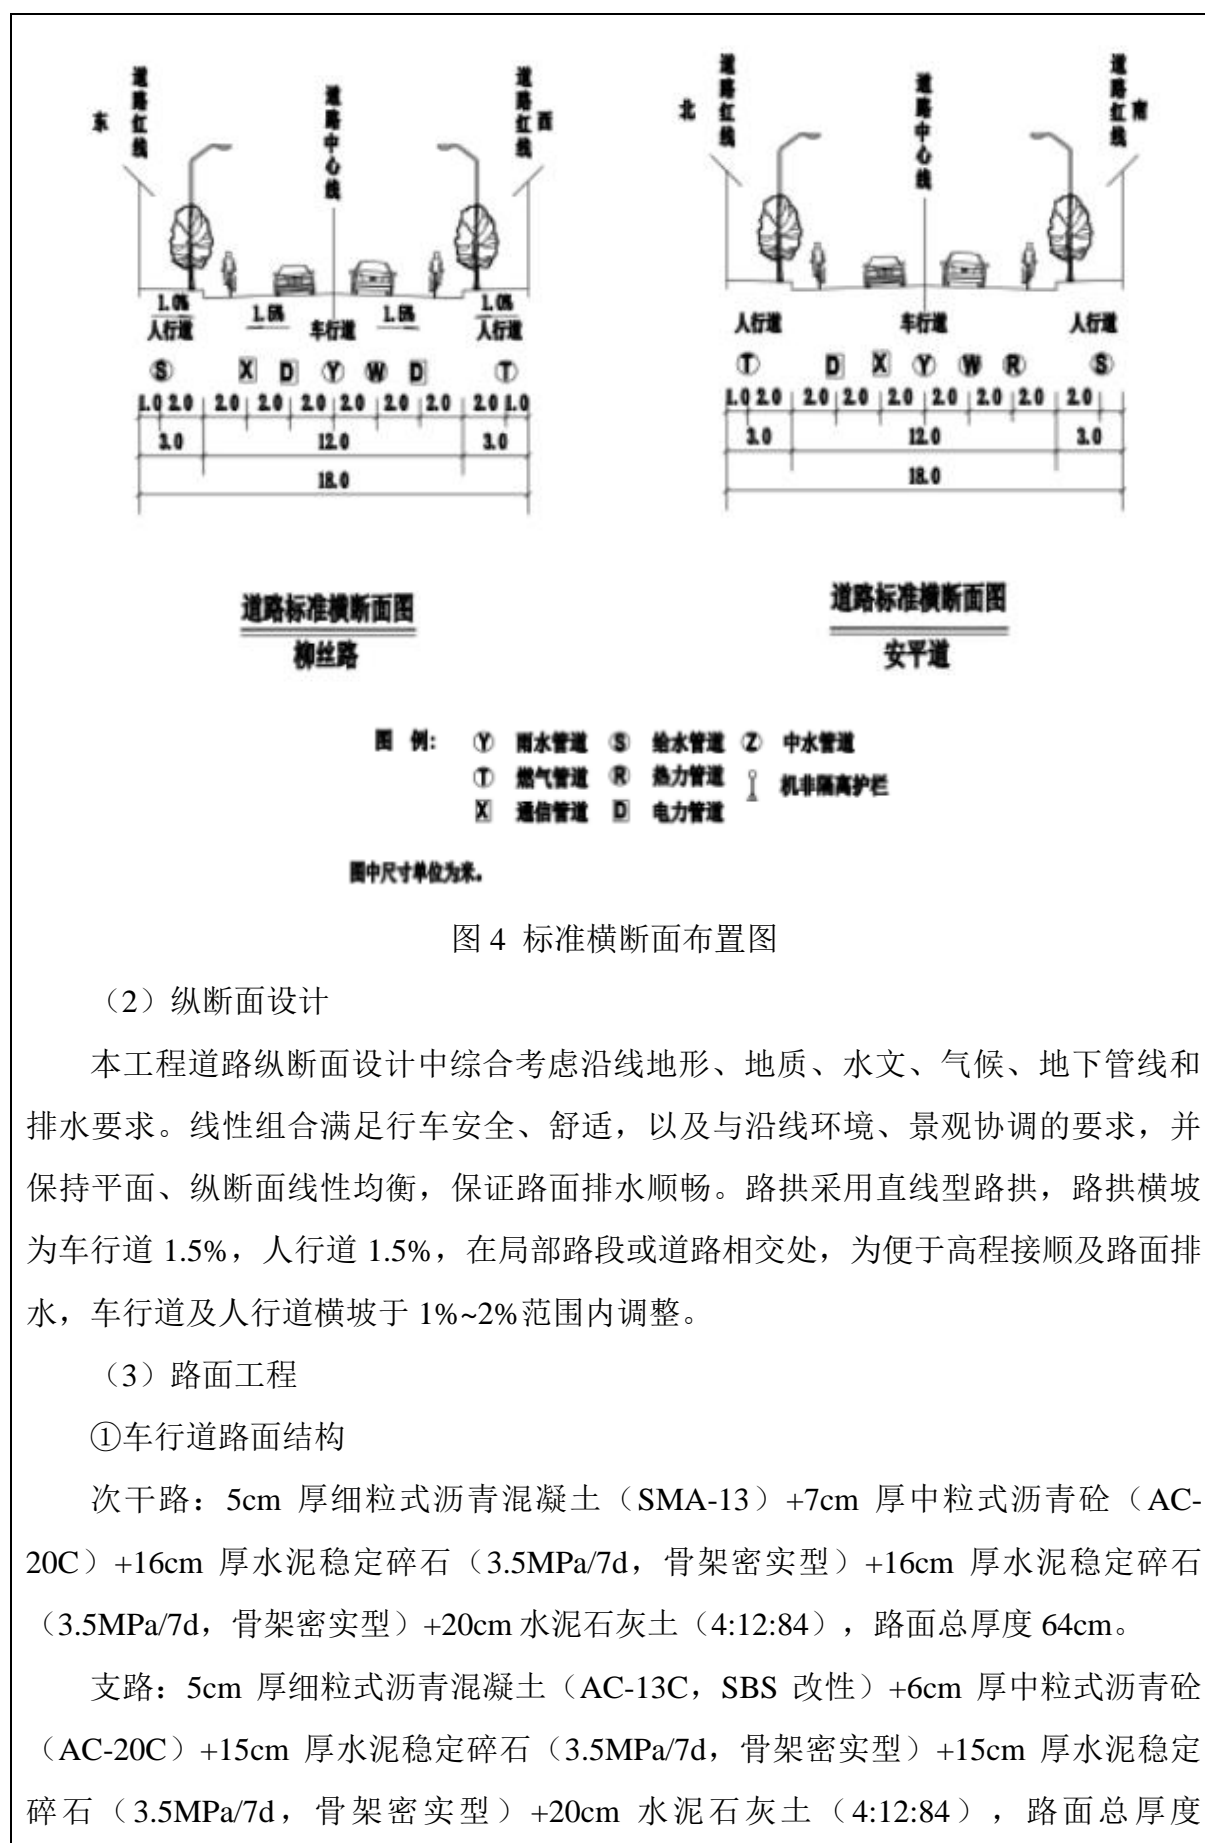 东 道路红线 道路中心线 道路红线 西
北 道路红线 道路中心线 道路红线 南
1.0% 1.5% 1.5% 1.0%
人行道 车行道 人行道
人行道 车行道 人行道
S X D Y W D T
T D X Y W R S
1.0 2.0 2.0 2.0 2.0 2.0 2.0 2.0 2.0 1.0
1.0 2.0 2.0 2.0 2.0 2.0 2.0 2.0 2.0
3.0 12.0 3.0
3.0 12.0 3.0
18.0
18.0
道路标准横断面图
柳丝路
道路标准横断面图
安平道
图 例: Y 雨水管道 S 给水管道 Z 中水管道
T 燃气管道 R 热力管道 机非隔离护栏
X 通信管道 D 电力管道
图中尺寸单位为米。
图 4 标准横断面布置图
（2）纵断面设计
本工程道路纵断面设计中综合考虑沿线地形、地质、水文、气候、地下管线和
排水要求。线性组合满足行车安全、舒适，以及与沿线环境、景观协调的要求，并
保持平面、纵断面线性均衡，保证路面排水顺畅。路拱采用直线型路拱，路拱横坡
为车行道 1.5%，人行道 1.5%，在局部路段或道路相交处，为便于高程接顺及路面排
水，车行道及人行道横坡于 1%~2%范围内调整。
（3）路面工程
①车行道路面结构
次干路：5cm 厚细粒式沥青混凝土（SMA-13）+7cm 厚中粒式沥青砼（AC-
20C）+16cm 厚水泥稳定碎石（3.5MPa/7d，骨架密实型）+16cm 厚水泥稳定碎石
（3.5MPa/7d，骨架密实型）+20cm 水泥石灰土（4:12:84），路面总厚度 64cm。
支路：5cm 厚细粒式沥青混凝土（AC-13C，SBS 改性）+6cm 厚中粒式沥青砼
（AC-20C）+15cm 厚水泥稳定碎石（3.5MPa/7d，骨架密实型）+15cm 厚水泥稳定
碎石（3.5MPa/7d，骨架密实型）+20cm 水泥石灰土（4:12:84），路面总厚度